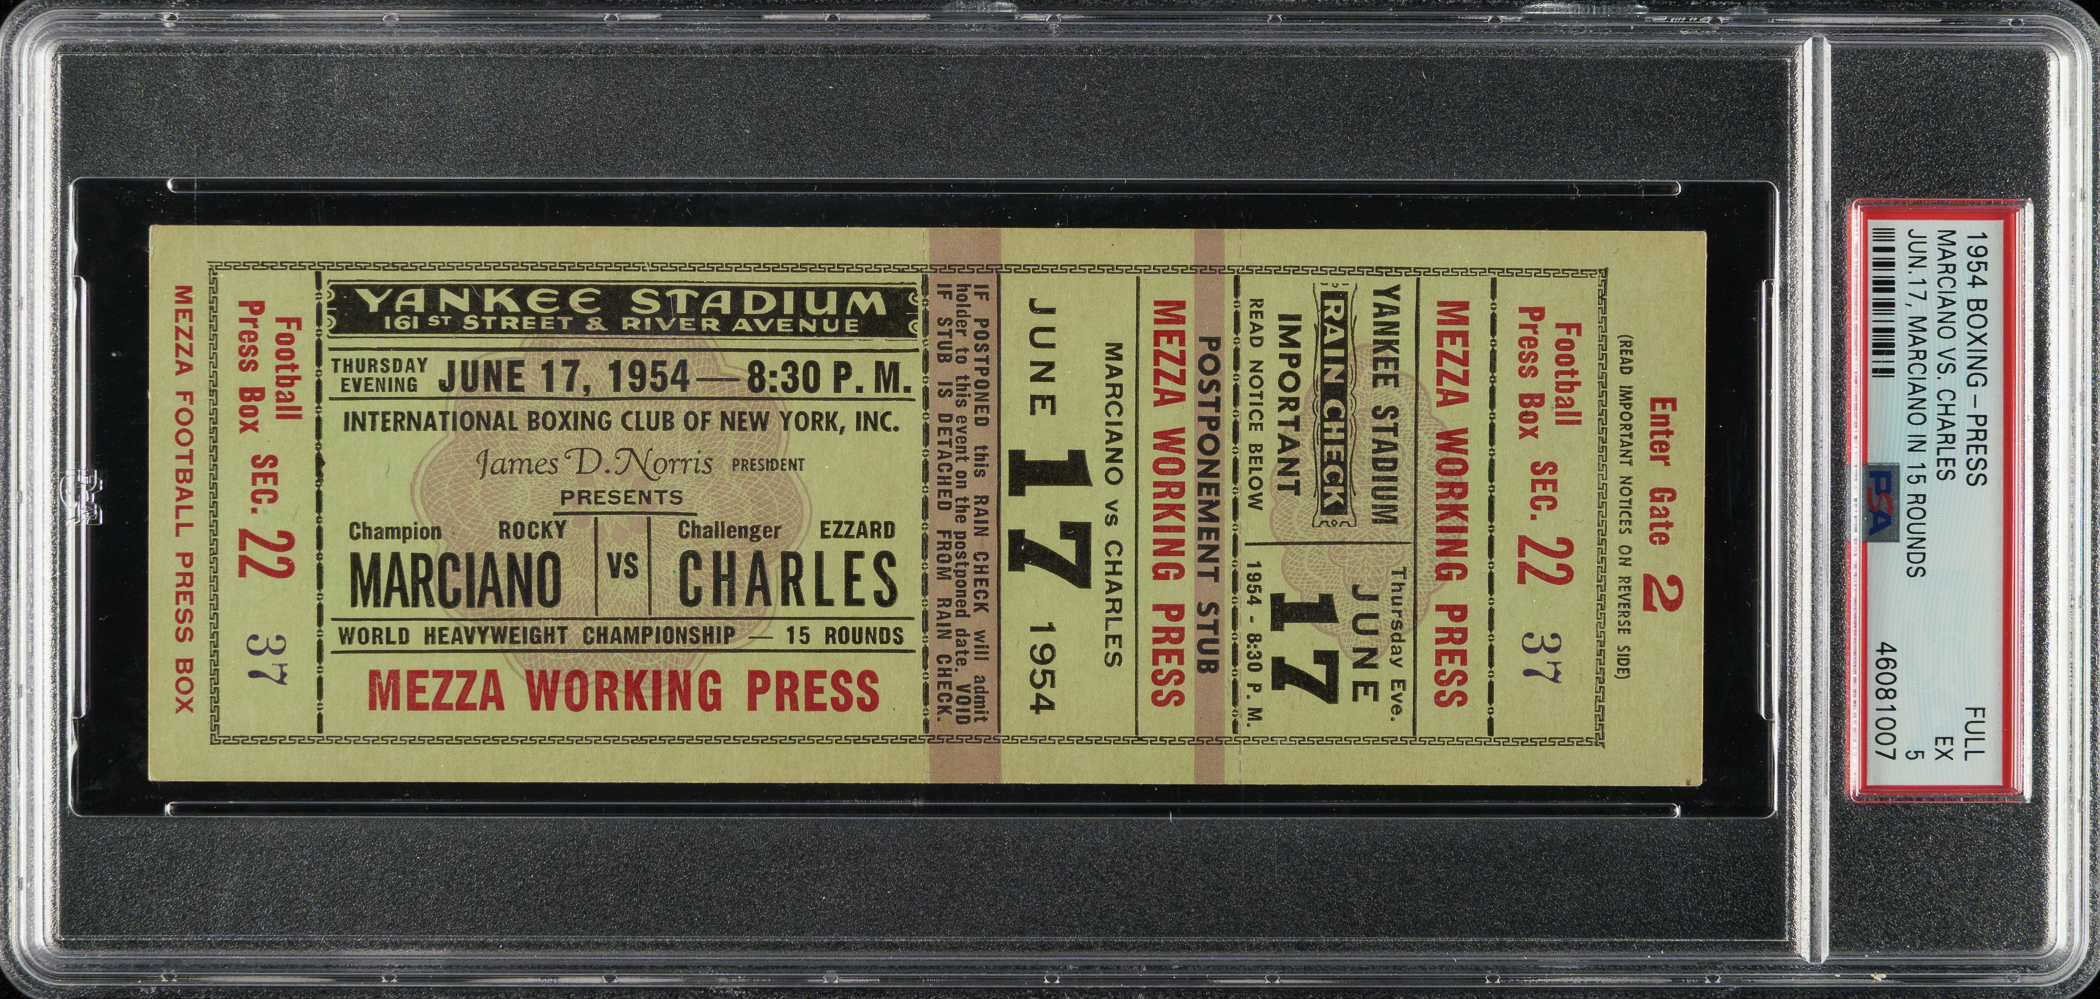 MEZZA FOOTBALL PRESS BOX
Football
Press Box SEC. 22 37
YANKEE STADIUM
161 ST STREET & RIVER AVENUE
THURSDAY EVENING JUNE 17, 1954 — 8:30 P. M.
INTERNATIONAL BOXING CLUB OF NEW YORK, INC.
James D. Norris PRESIDENT
PRESENTS
Champion ROCKY
MARCIANO
VS
Challenger EZZARD
CHARLES
WORLD HEAVYWEIGHT CHAMPIONSHIP — 15 ROUNDS
MEZZA WORKING PRESS
IF POSTPONED this RAIN CHECK will admit
holder to this event on the postponed date. VOID
IF STUB IS DETACHED FROM RAIN CHECK.
JUNE 17 1954
MARCIANO vs CHARLES
MEZZA WORKING PRESS
POSTPONEMENT STUB
YANKEE STADIUM
RAIN CHECK
IMPORTANT
READ NOTICE BELOW
Thursday Eve.
JUNE
17
1954 - 8:30 P. M.
MEZZA WORKING PRESS
Football
Press Box SEC. 22 37
Enter Gate 2
(READ IMPORTANT NOTICES ON REVERSE SIDE)
1954 BOXING - PRESS FULL
MARCIANO VS. CHARLES EX
JUN. 17, MARCIANO IN 15 ROUNDS 5
PSA
46081007